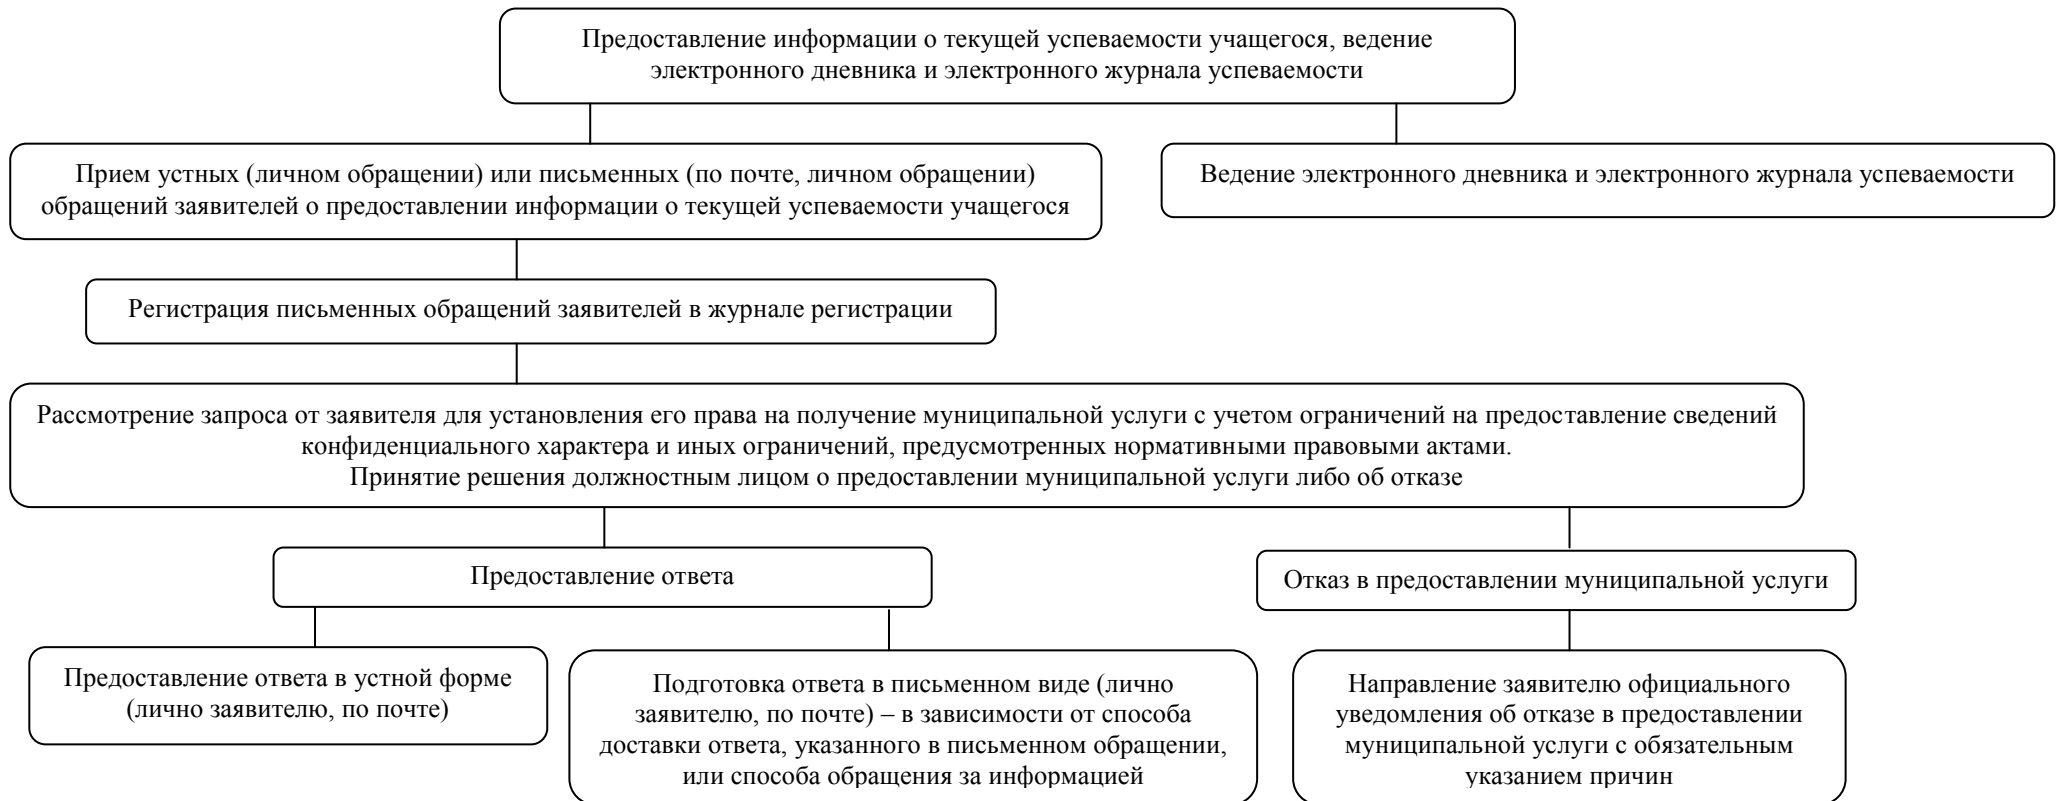 Предоставление информации о текущей успеваемости учащегося, ведение
электронного дневника и электронного журнала успеваемости
Прием устных (личном обращении) или письменных (по почте, личном обращении)
обращений заявителей о предоставлении информации о текущей успеваемости учащегося
Ведение электронного дневника и электронного журнала успеваемости
Регистрация письменных обращений заявителей в журнале регистрации
Рассмотрение запроса от заявителя для установления его права на получение муниципальной услуги с учетом ограничений на предоставление сведений
конфиденциального характера и иных ограничений, предусмотренных нормативными правовыми актами.
Принятие решения должностным лицом о предоставлении муниципальной услуги либо об отказе
Предоставление ответа
Отказ в предоставлении муниципальной услуги
Предоставление ответа в устной форме
(лично заявителю, по почте)
Подготовка ответа в письменном виде (лично
заявителю, по почте) – в зависимости от способа
доставки ответа, указанного в письменном обращении,
или способа обращения за информацией
Направление заявителю официального
уведомления об отказе в предоставлении
муниципальной услуги с обязательным
указанием причин